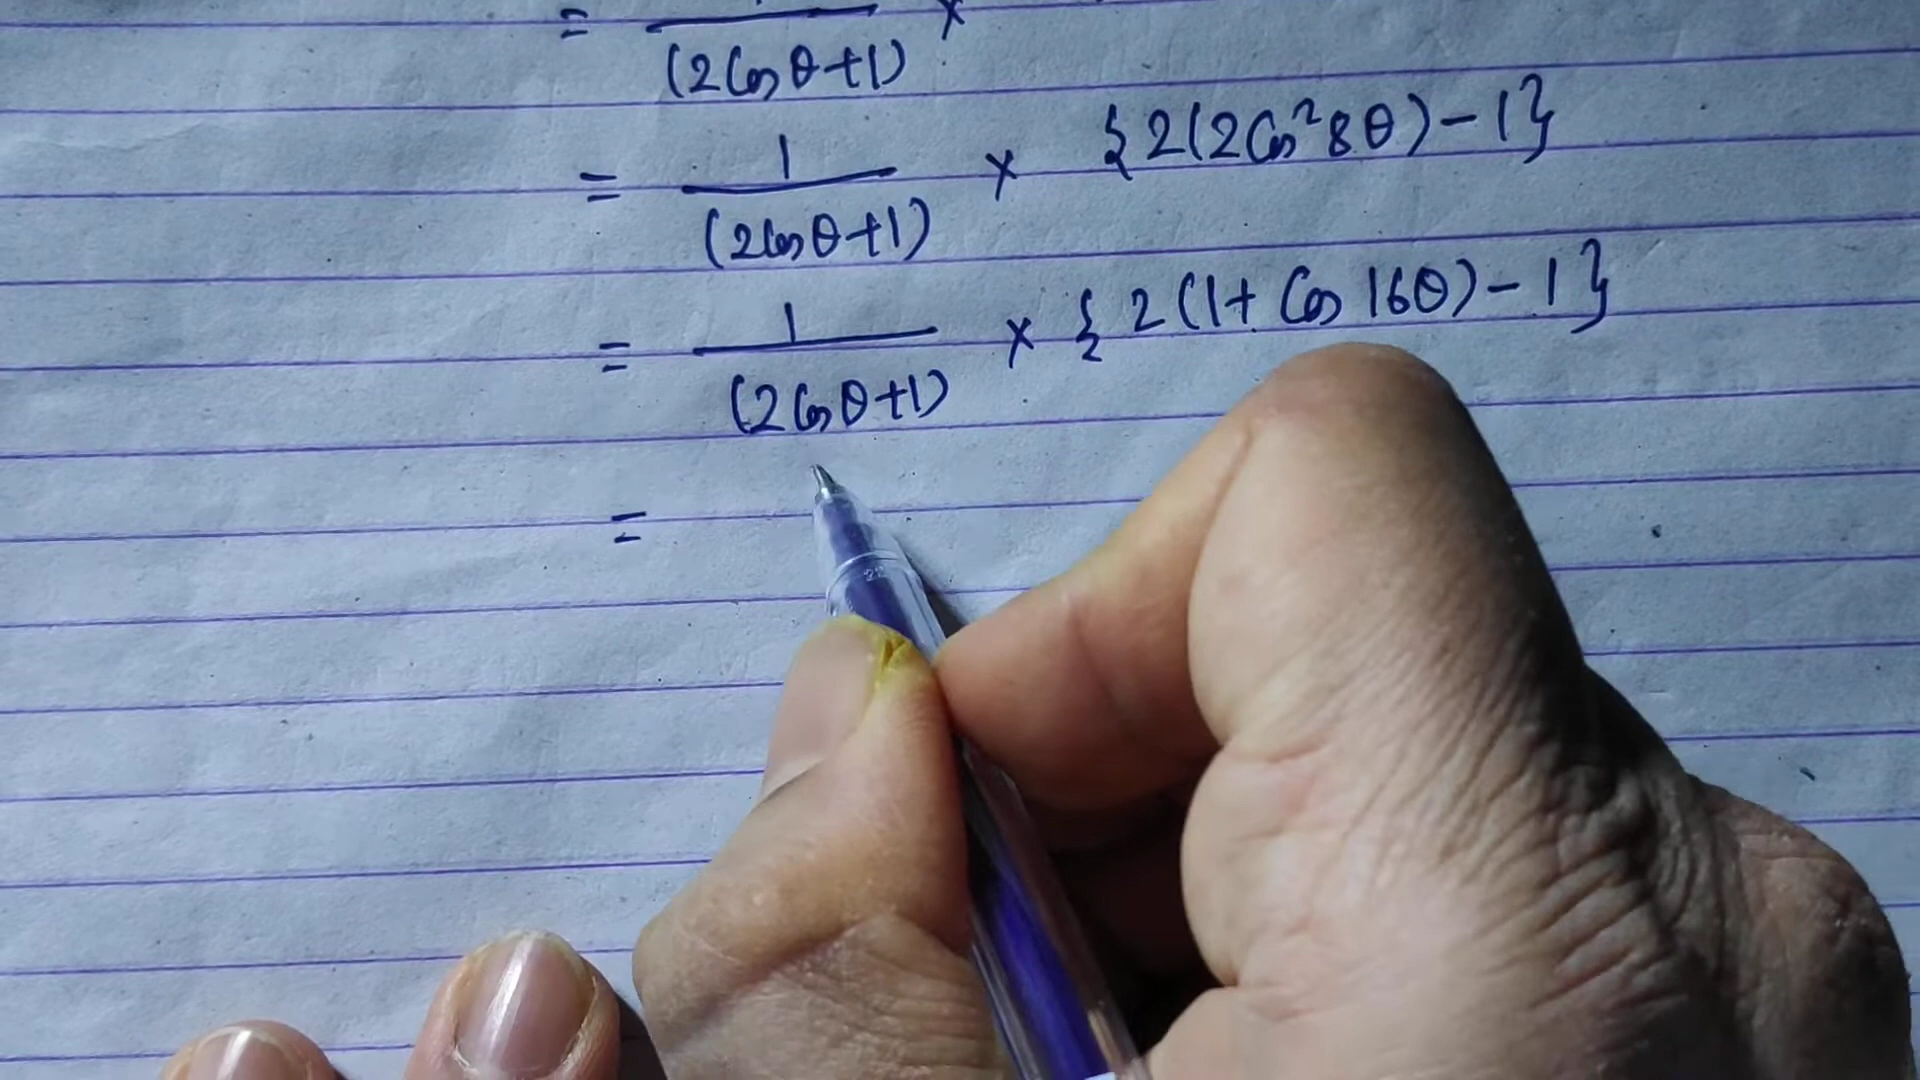 = ×
(2Cosθ+1)
= 1/(2Cosθ+1) × {2(2Cos²8θ)-1}
= 1/(2Cosθ+1) × {2(1+Cos16θ)-1}
=